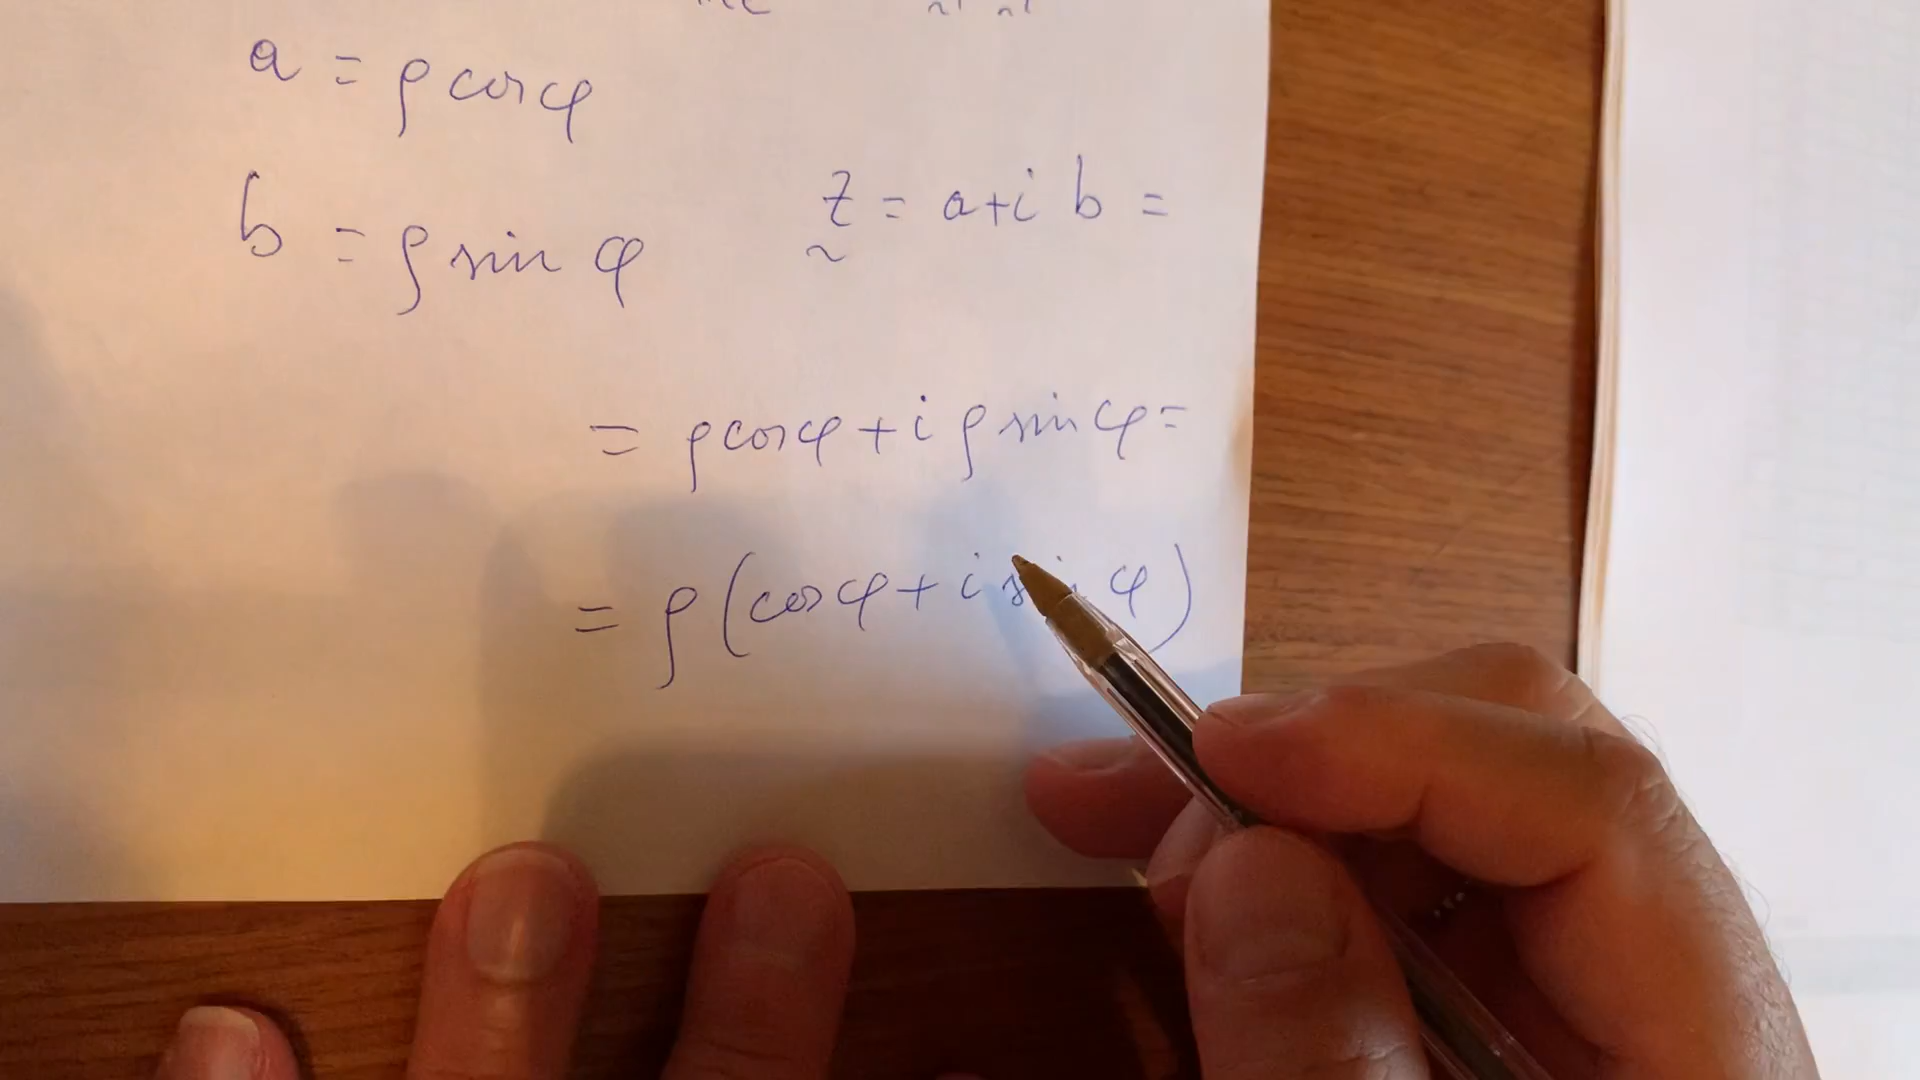 a = ρ cos φ
b = ρ sin φ
z = a + i b =
= ρ cos φ + i ρ sin φ =
= ρ (cos φ + i sin φ)